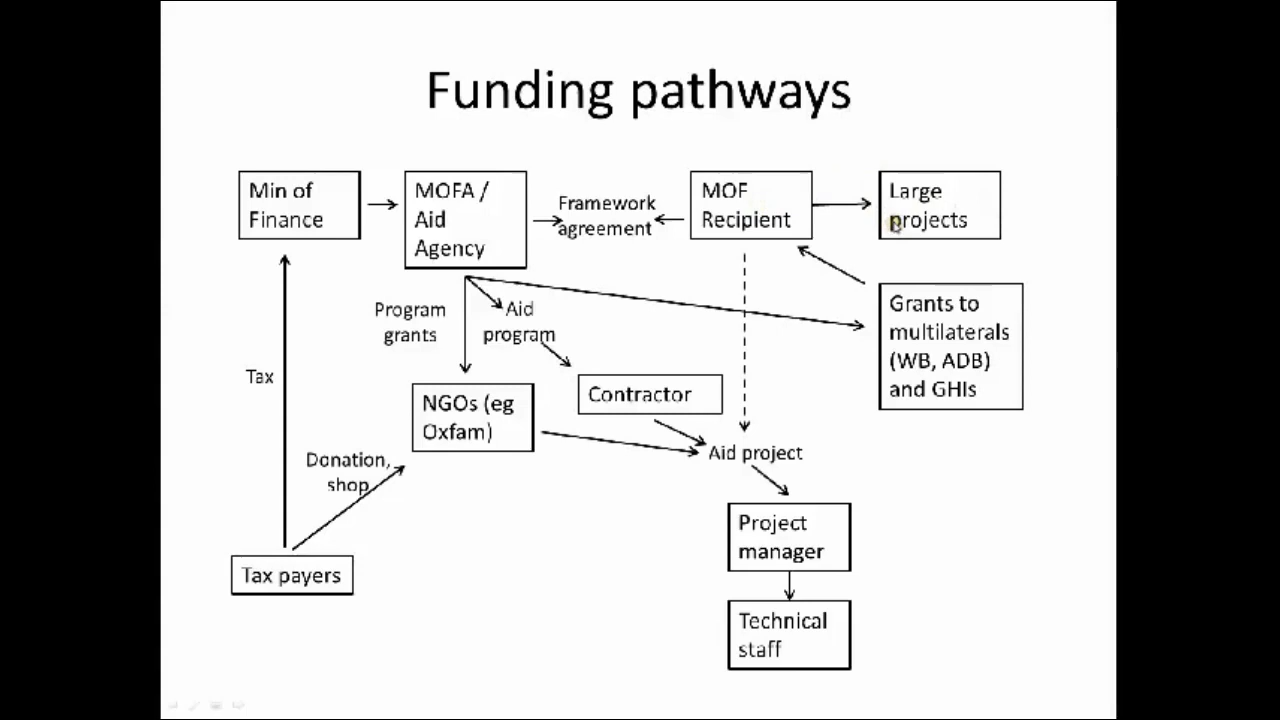 Funding pathways
Min of
Finance
MOFA /
Aid
Agency
Framework
agreement
MOF
Recipient
Large
projects
Program
grants
Aid
program
Grants to
multilaterals
(WB, ADB)
and GHIs
Tax
NGOs (eg
Oxfam)
Contractor
Donation,
shop
Aid project
Project
manager
Tax payers
Technical
staff